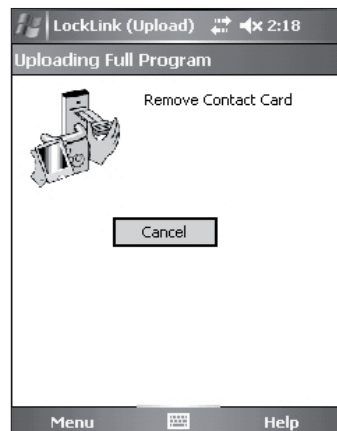 LockLink (Upload) 2:18
Uploading Full Program
Remove Contact Card
Cancel
Menu Help